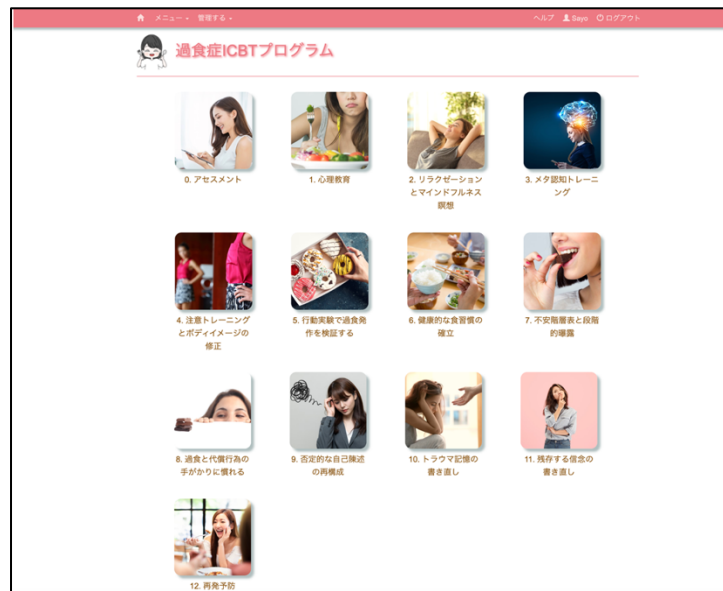 メニュー 管理する ヘルプ Sayo ログアウト
過食症ICBTプログラム
0. アセスメント
1. 心理教育
2. リラクゼーション
とマインドフルネス
瞑想
3. メタ認知トレーニ
ング
4. 注意トレーニング
とボディイメージの
修正
5. 行動実験で過食発
作を検証する
6. 健康的な食習慣の
確立
7. 不安階層表と段階
的曝露
8. 過食と代償行為の
手がかりに慣れる
9. 否定的な自己陳述
の再構成
10. トラウマ記憶の
書き直し
11. 残存する信念の
書き直し
12. 再発予防